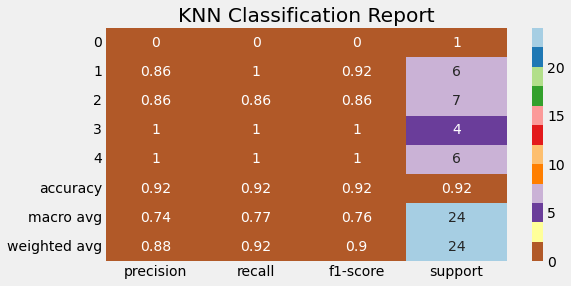 KNN Classification Report
0 0 0 0 1
1 0.86 1 0.92 6
2 0.86 0.86 0.86 7
3 1 1 1 4
4 1 1 1 6
accuracy 0.92 0.92 0.92 0.92
macro avg 0.74 0.77 0.76 24
weighted avg 0.88 0.92 0.9 24
precision recall f1-score support
20
15
10
5
0